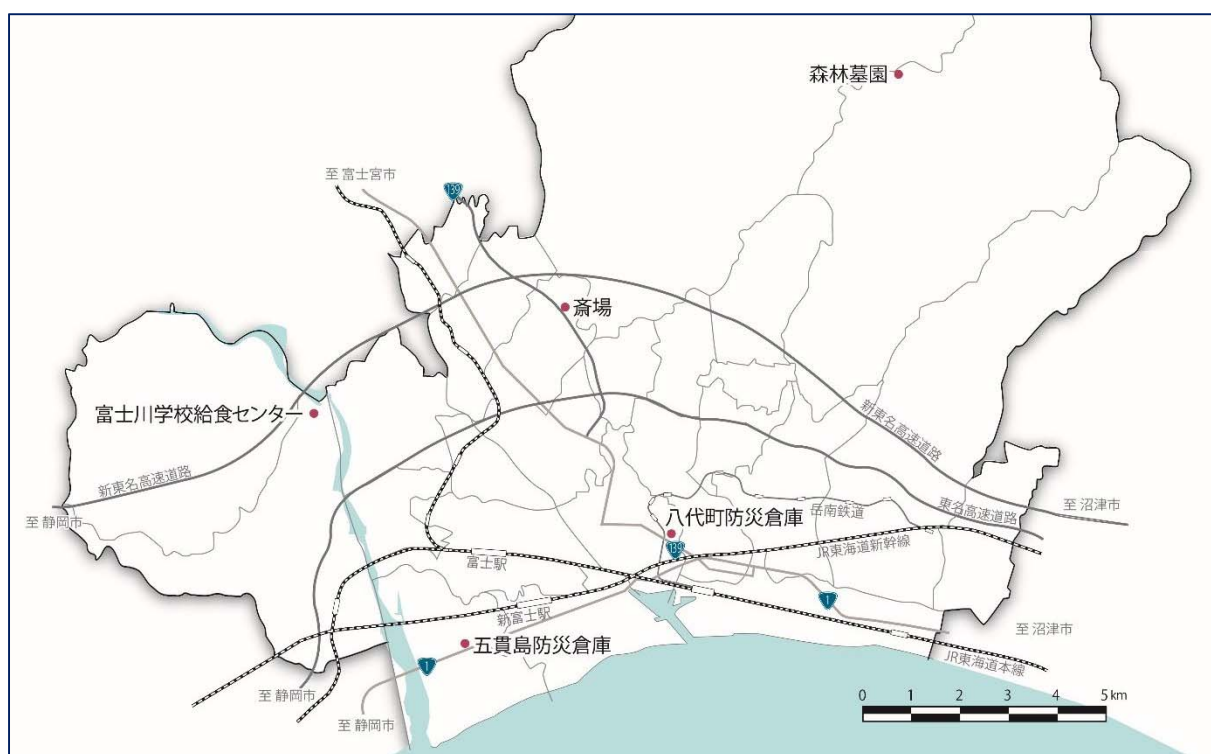 森林墓園
至 富士宮市
139
斎場
富士川学校給食センター
新東名高速道路
新東名高速道路
至 静岡市
至 沼津市
東名高速道路
岳南鉄道
八代町防災倉庫
139
JR東海道新幹線
富士駅
新富士駅
1
至 沼津市
五貫島防災倉庫
JR東海道本線
1
至 静岡市
至 静岡市
0 1 2 3 4 5km